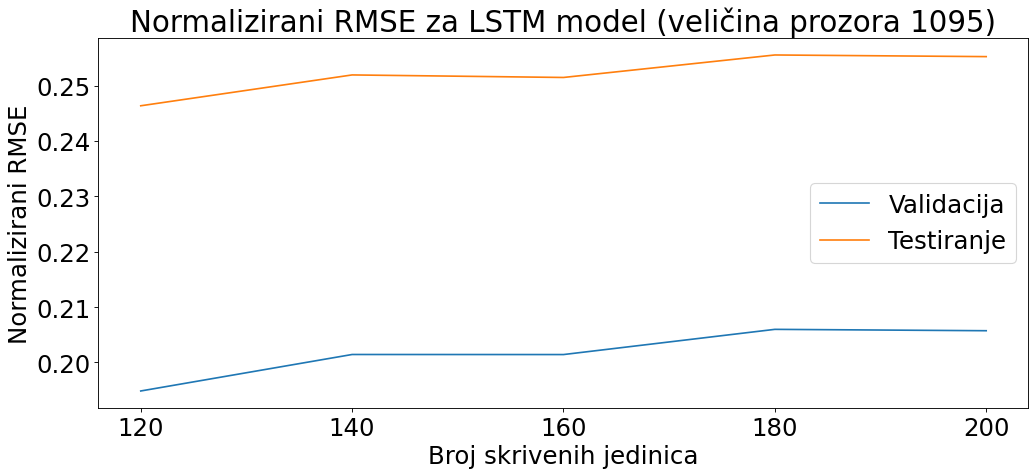 Normalizirani RMSE za LSTM model (veličina prozora 1095)
Normalizirani RMSE
0.25
0.24
0.23
0.22
0.21
0.20
Validacija
Testiranje
120 140 160 180 200
Broj skrivenih jedinica